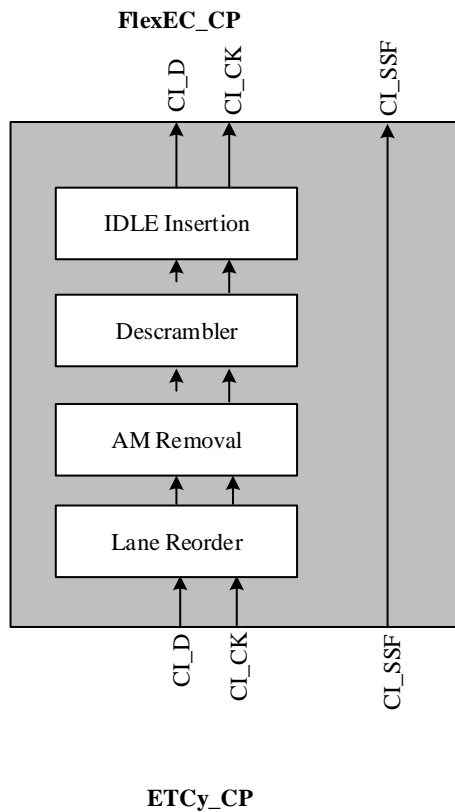 FlexEC_CP
CI_D
CI_CK
CI_SSF
IDLE Insertion
Descrambler
AM Removal
Lane Reorder
CI_D
CI_CK
CI_SSF
ETCy_CP